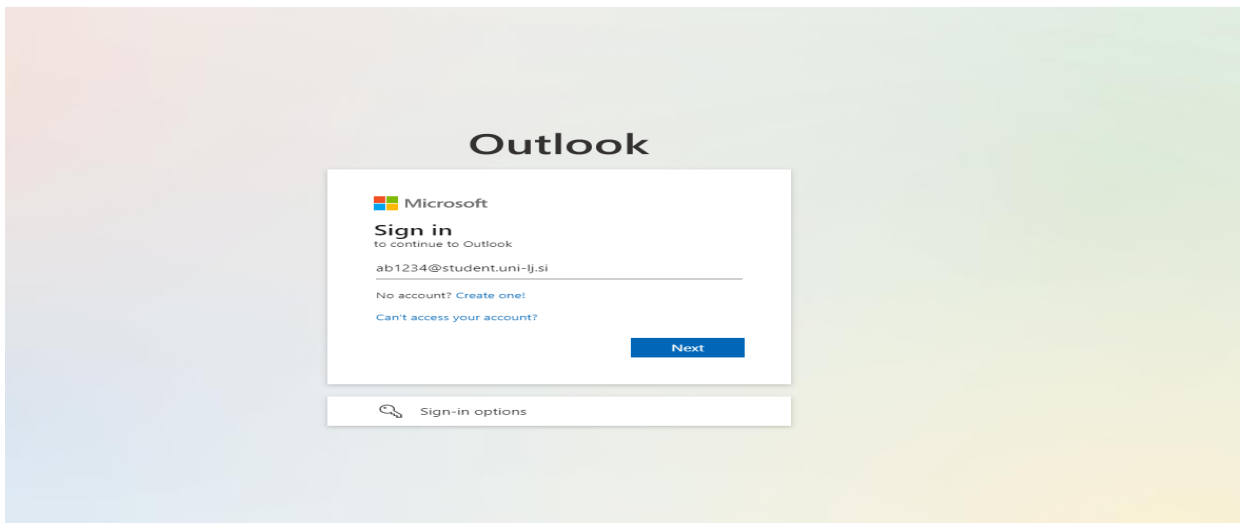 Outlook
Microsoft
Sign in
to continue to Outlook
ab1234@student.uni-lj.si
No account? Create one!
Can't access your account?
Next
Sign-in options